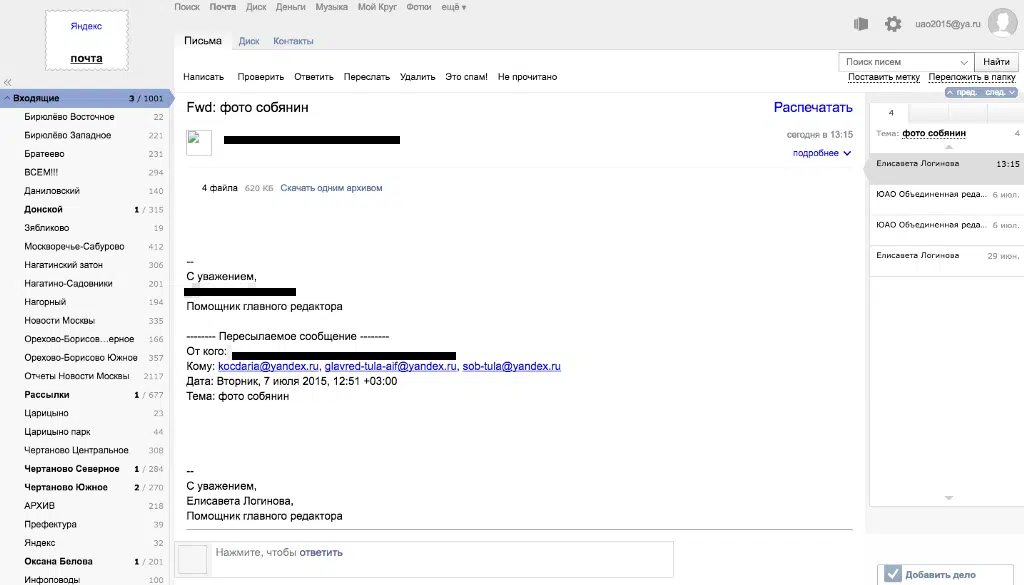 Поиск Почта Диск Деньги Музыка Мой Круг Фотки ещё ▾
Яндекс
почта
uao2015@ya.ru
Письма Диск Контакты
Поиск писем Найти
Написать Проверить Ответить Переслать Удалить Это спам! Не прочитано Поставить метку Переложить в папку
пред. след.
Входящие 3 / 1001
Бирюлёво Восточное 22
Бирюлёво Западное 221
Братеево 231
ВСЕМ!!! 294
Даниловский 140
Донской 1 / 315
Зябликово 19
Москворечье-Сабурово 412
Нагатинский затон 306
Нагатино-Садовники 201
Нагорный 194
Новости Москвы 335
Орехово-Борисов...ерное 166
Орехово-Борисово Южное 357
Отчеты Новости Москвы 2117
Рассылки 1 / 677
Царицыно 23
Царицыно парк 44
Чертаново Центральное 308
Чертаново Северное 1 / 284
Чертаново Южное 2 / 270
АРХИВ 218
Префектура 39
Яндекс 32
Оксана Белова 1 / 201
Инфоповоды 100
Fwd: фото собянин
Распечатать
сегодня в 13:15
подробнее
4 файла 620 КБ Скачать одним архивом
--
С уважением,
Помощник главного редактора
-------- Пересылаемое сообщение --------
От кого:
Кому: kocdaria@yandex.ru, glavred-tula-aif@yandex.ru, sob-tula@yandex.ru
Дата: Вторник, 7 июля 2015, 12:51 +03:00
Тема: фото собянин
--
С уважением,
Елисавета Логинова,
Помощник главного редактора
Нажмите, чтобы ответить
4
Тема: фото собянин 4
Елисавета Логинова 13:15
ЮАО Объединенная реда... 6 июл.
ЮАО Объединенная реда... 6 июл.
Елисавета Логинова 29 июн.
Добавить дело